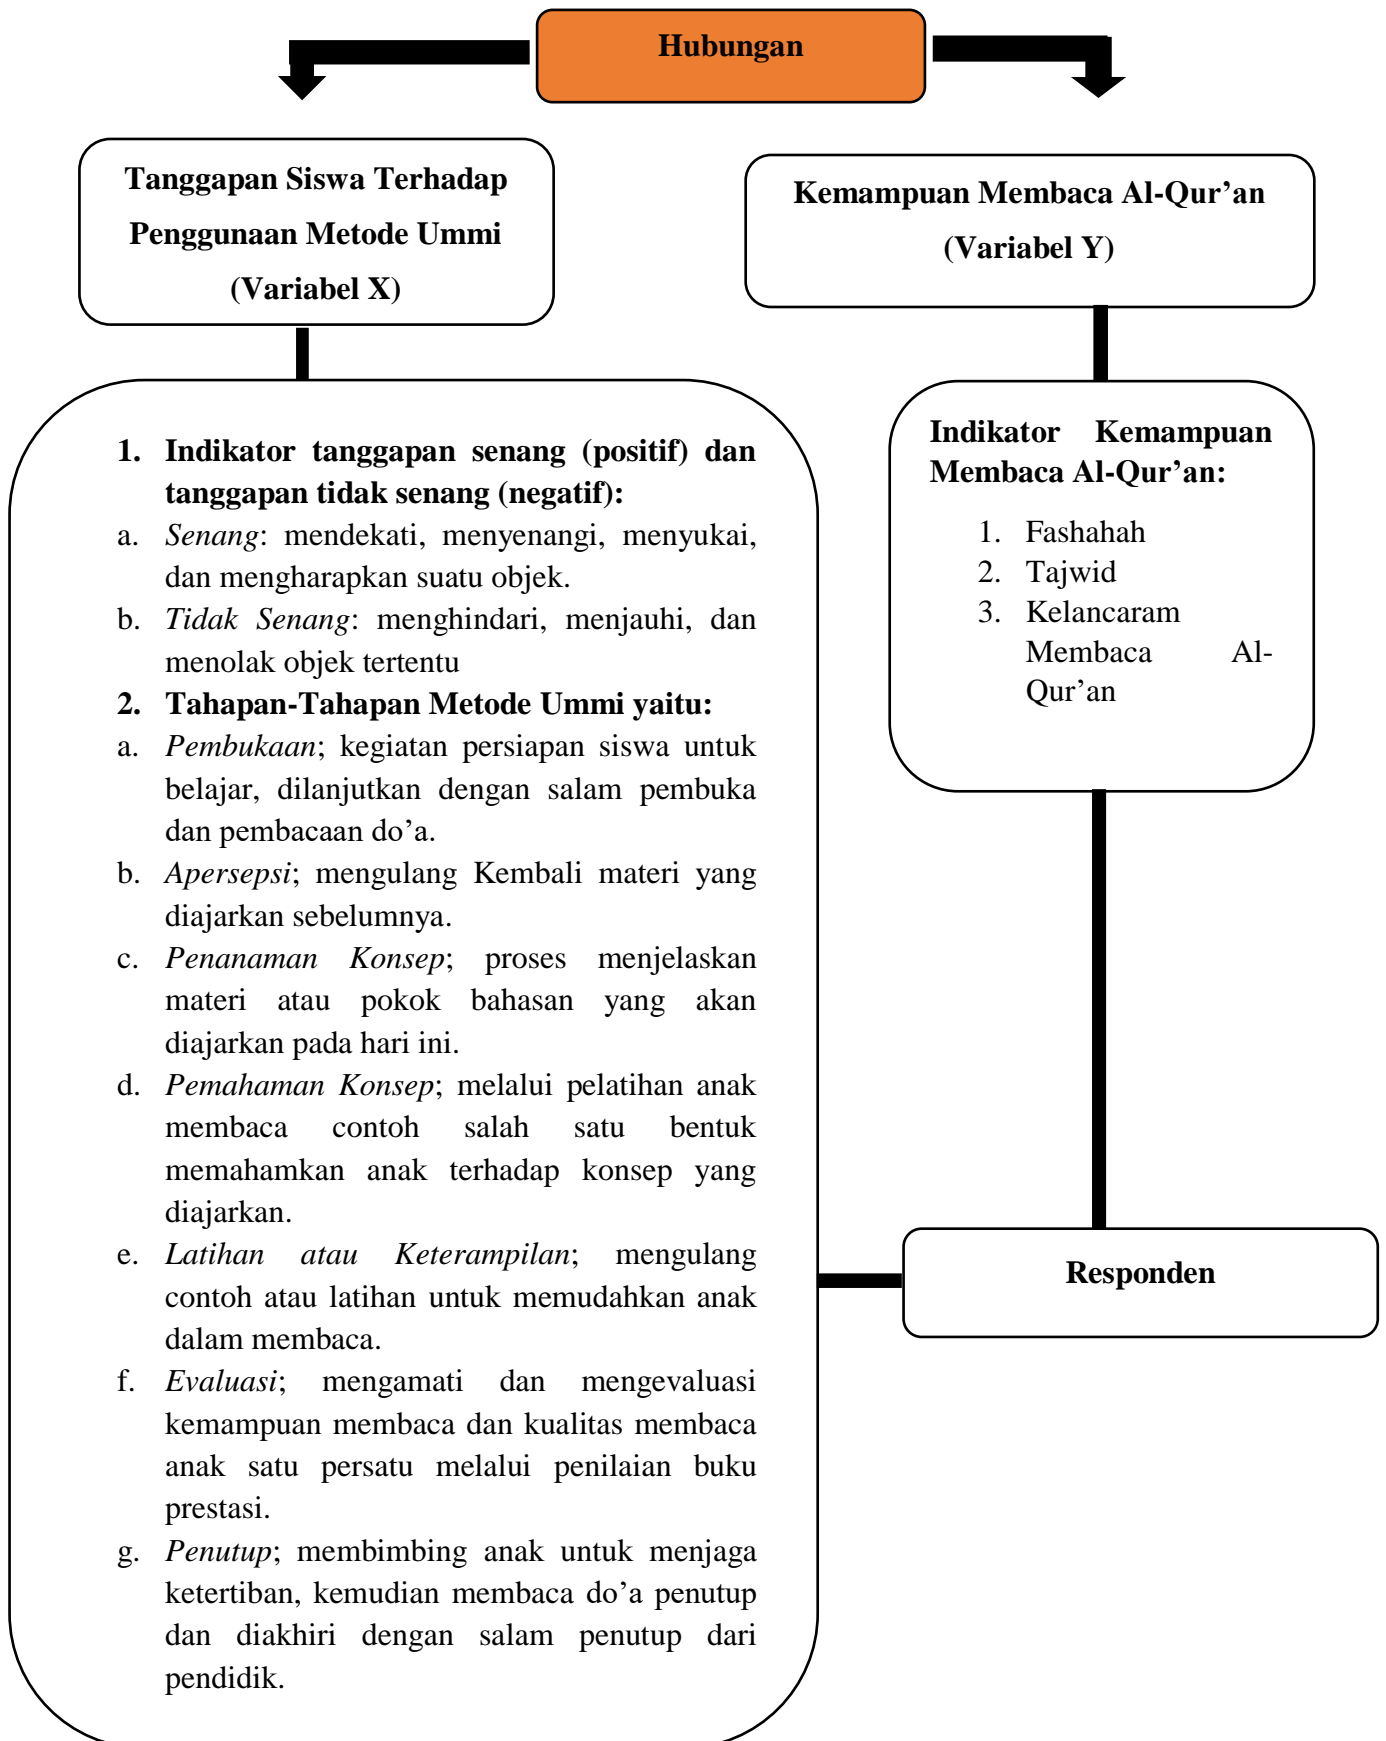 Hubungan
Tanggapan Siswa Terhadap
Penggunaan Metode Ummi
(Variabel X)
Kemampuan Membaca Al-Qur’an
(Variabel Y)
1. Indikator tanggapan senang (positif) dan
tanggapan tidak senang (negatif):
a. Senang: mendekati, menyenangi, menyukai,
dan mengharapkan suatu objek.
b. Tidak Senang: menghindari, menjauhi, dan
menolak objek tertentu
2. Tahapan-Tahapan Metode Ummi yaitu:
a. Pembukaan; kegiatan persiapan siswa untuk
belajar, dilanjutkan dengan salam pembuka
dan pembacaan do’a.
b. Apersepsi; mengulang Kembali materi yang
diajarkan sebelumnya.
c. Penanaman Konsep; proses menjelaskan
materi atau pokok bahasan yang akan
diajarkan pada hari ini.
d. Pemahaman Konsep; melalui pelatihan anak
membaca contoh salah satu bentuk
memahamkan anak terhadap konsep yang
diajarkan.
e. Latihan atau Keterampilan; mengulang
contoh atau latihan untuk memudahkan anak
dalam membaca.
f. Evaluasi; mengamati dan mengevaluasi
kemampuan membaca dan kualitas membaca
anak satu persatu melalui penilaian buku
prestasi.
g. Penutup; membimbing anak untuk menjaga
ketertiban, kemudian membaca do’a penutup
dan diakhiri dengan salam penutup dari
pendidik.
Indikator Kemampuan
Membaca Al-Qur’an:
1. Fashahah
2. Tajwid
3. Kelancaram
Membaca Al-
Qur’an
Responden